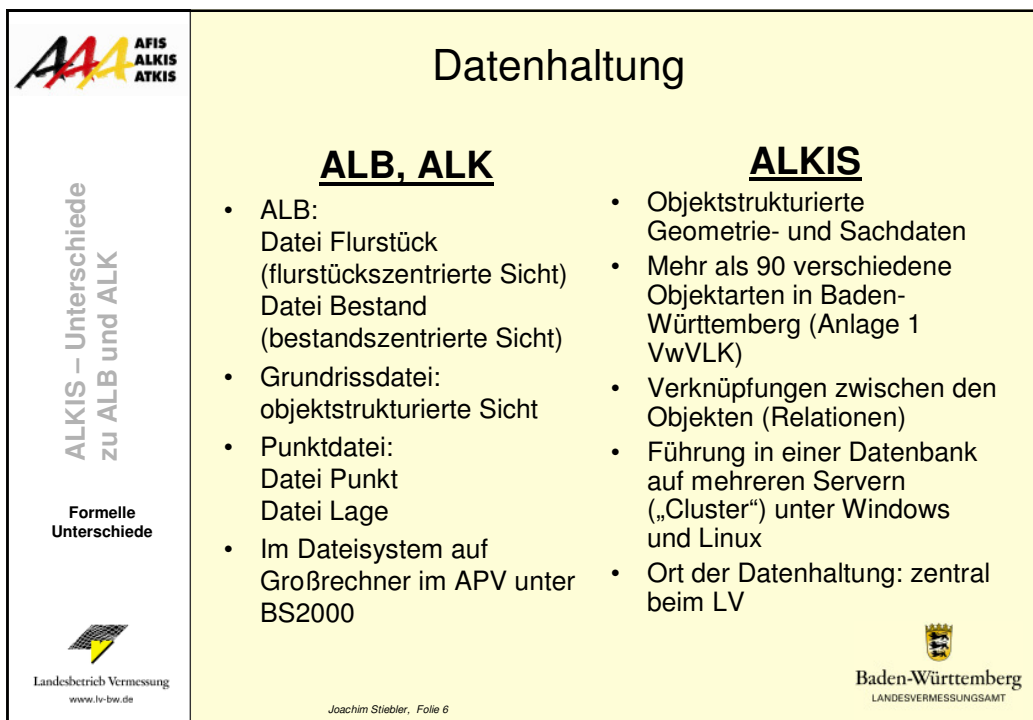 AAA AFIS
ALKIS
ATKIS
ALKIS – Unterschiede
zu ALB und ALK
Formelle
Unterschiede
Landesbetrieb Vermessung
www.lv-bw.de
Datenhaltung
ALB, ALK
• ALB:
Datei Flurstück
(flurstückszentrierte Sicht)
Datei Bestand
(bestandszentrierte Sicht)
• Grundrissdatei:
objektstrukturierte Sicht
• Punktdatei:
Datei Punkt
Datei Lage
• Im Dateisystem auf
Großrechner im APV unter
BS2000
ALKIS
• Objektstrukturierte
Geometrie- und Sachdaten
• Mehr als 90 verschiedene
Objektarten in Baden-
Württemberg (Anlage 1
VwVLK)
• Verknüpfungen zwischen den
Objekten (Relationen)
• Führung in einer Datenbank
auf mehreren Servern
(„Cluster“) unter Windows
und Linux
• Ort der Datenhaltung: zentral
beim LV
Baden-Württemberg
LANDESVERMESSUNGSAMT
Joachim Stiebler, Folie 6